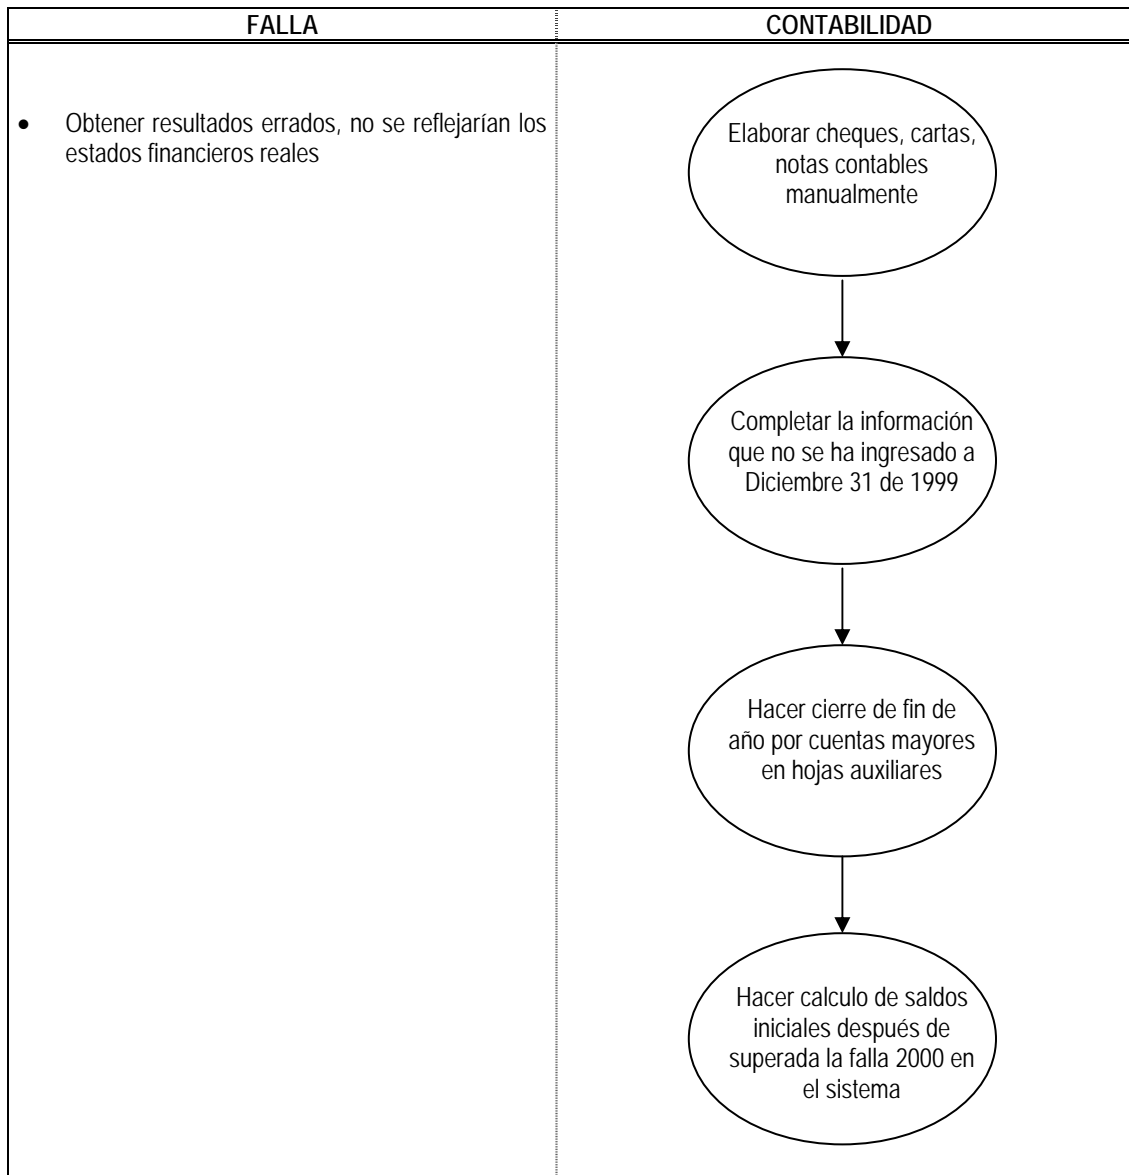 FALLA
CONTABILIDAD
• Obtener resultados errados, no se reflejarían los
estados financieros reales
Elaborar cheques, cartas,
notas contables
manualmente
Completar la información
que no se ha ingresado a
Diciembre 31 de 1999
Hacer cierre de fin de
año por cuentas mayores
en hojas auxiliares
Hacer calculo de saldos
iniciales después de
superada la falla 2000 en
el sistema